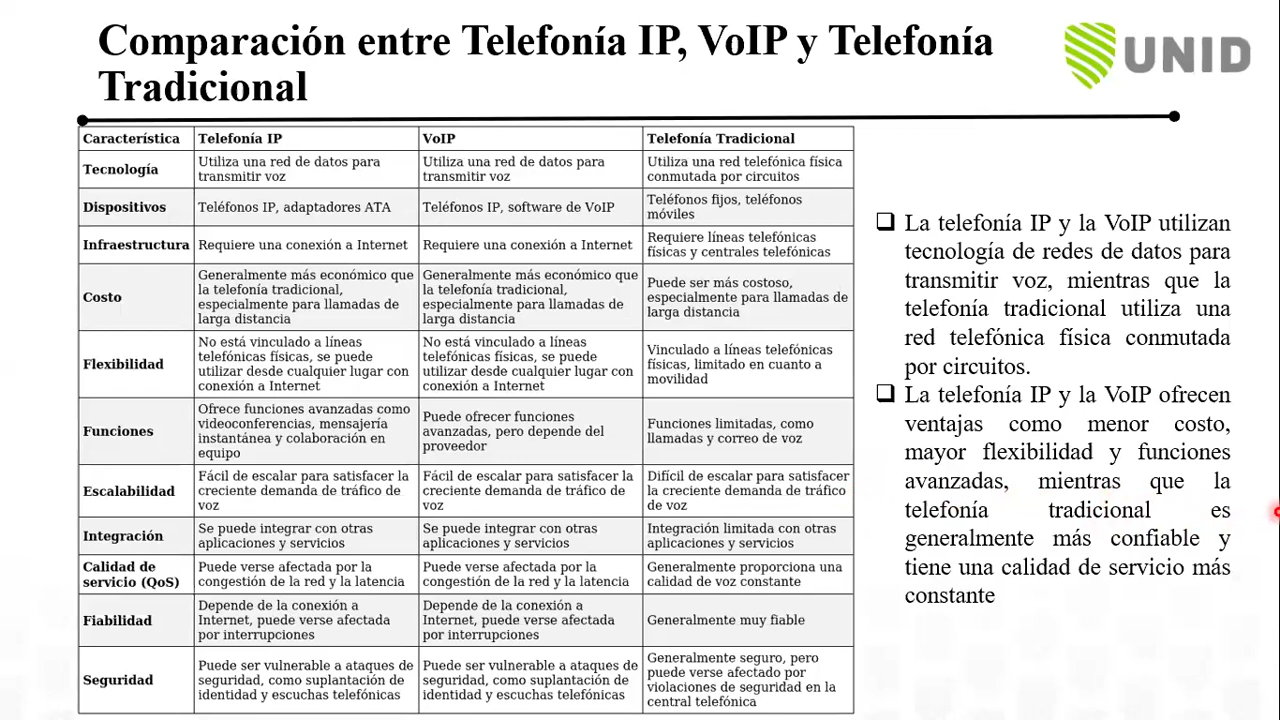 Comparación entre Telefonía IP, VoIP y Telefonía
Tradicional
UNID
Característica
Telefonía IP
VoIP
Telefonía Tradicional
Tecnología
Utiliza una red de datos para
transmitir voz
Utiliza una red de datos para
transmitir voz
Utiliza una red telefónica física
conmutada por circuitos
Dispositivos
Teléfonos IP, adaptadores ATA
Teléfonos IP, software de VoIP
Teléfonos fijos, teléfonos
móviles
Infraestructura
Requiere una conexión a Internet
Requiere una conexión a Internet
Requiere líneas telefónicas
físicas y centrales telefónicas
Costo
Generalmente más económico que
la telefonía tradicional,
especialmente para llamadas de
larga distancia
Generalmente más económico que
la telefonía tradicional,
especialmente para llamadas de
larga distancia
Puede ser más costoso,
especialmente para llamadas de
larga distancia
Flexibilidad
No está vinculado a líneas
telefónicas físicas, se puede
utilizar desde cualquier lugar con
conexión a Internet
No está vinculado a líneas
telefónicas físicas, se puede
utilizar desde cualquier lugar con
conexión a Internet
Vinculado a líneas telefónicas
físicas, limitado en cuanto a
movilidad
Funciones
Ofrece funciones avanzadas como
videoconferencias, mensajería
instantánea y colaboración en
equipo
Puede ofrecer funciones
avanzadas, pero depende del
proveedor
Funciones limitadas, como
llamadas y correo de voz
Escalabilidad
Fácil de escalar para satisfacer la
creciente demanda de tráfico de
voz
Fácil de escalar para satisfacer la
creciente demanda de tráfico de
voz
Difícil de escalar para satisfacer
la creciente demanda de tráfico
de voz
Integración
Se puede integrar con otras
aplicaciones y servicios
Se puede integrar con otras
aplicaciones y servicios
Integración limitada con otras
aplicaciones y servicios
Calidad de
servicio (QoS)
Puede verse afectada por la
congestión de la red y la latencia
Puede verse afectada por la
congestión de la red y la latencia
Generalmente proporciona una
calidad de voz constante
Fiabilidad
Depende de la conexión a
Internet, puede verse afectada
por interrupciones
Depende de la conexión a
Internet, puede verse afectada
por interrupciones
Generalmente muy fiable
Seguridad
Puede ser vulnerable a ataques de
seguridad, como suplantación de
identidad y escuchas telefónicas
Puede ser vulnerable a ataques de
seguridad, como suplantación de
identidad y escuchas telefónicas
Generalmente seguro, pero
puede verse afectado por
violaciones de seguridad en la
central telefónica
La telefonía IP y la VoIP utilizan
tecnología de redes de datos para
transmitir voz, mientras que la
telefonía tradicional utiliza una
red telefónica física conmutada
por circuitos.
La telefonía IP y la VoIP ofrecen
ventajas como menor costo,
mayor flexibilidad y funciones
avanzadas, mientras que la
telefonía tradicional es
generalmente más confiable y
tiene una calidad de servicio más
constante